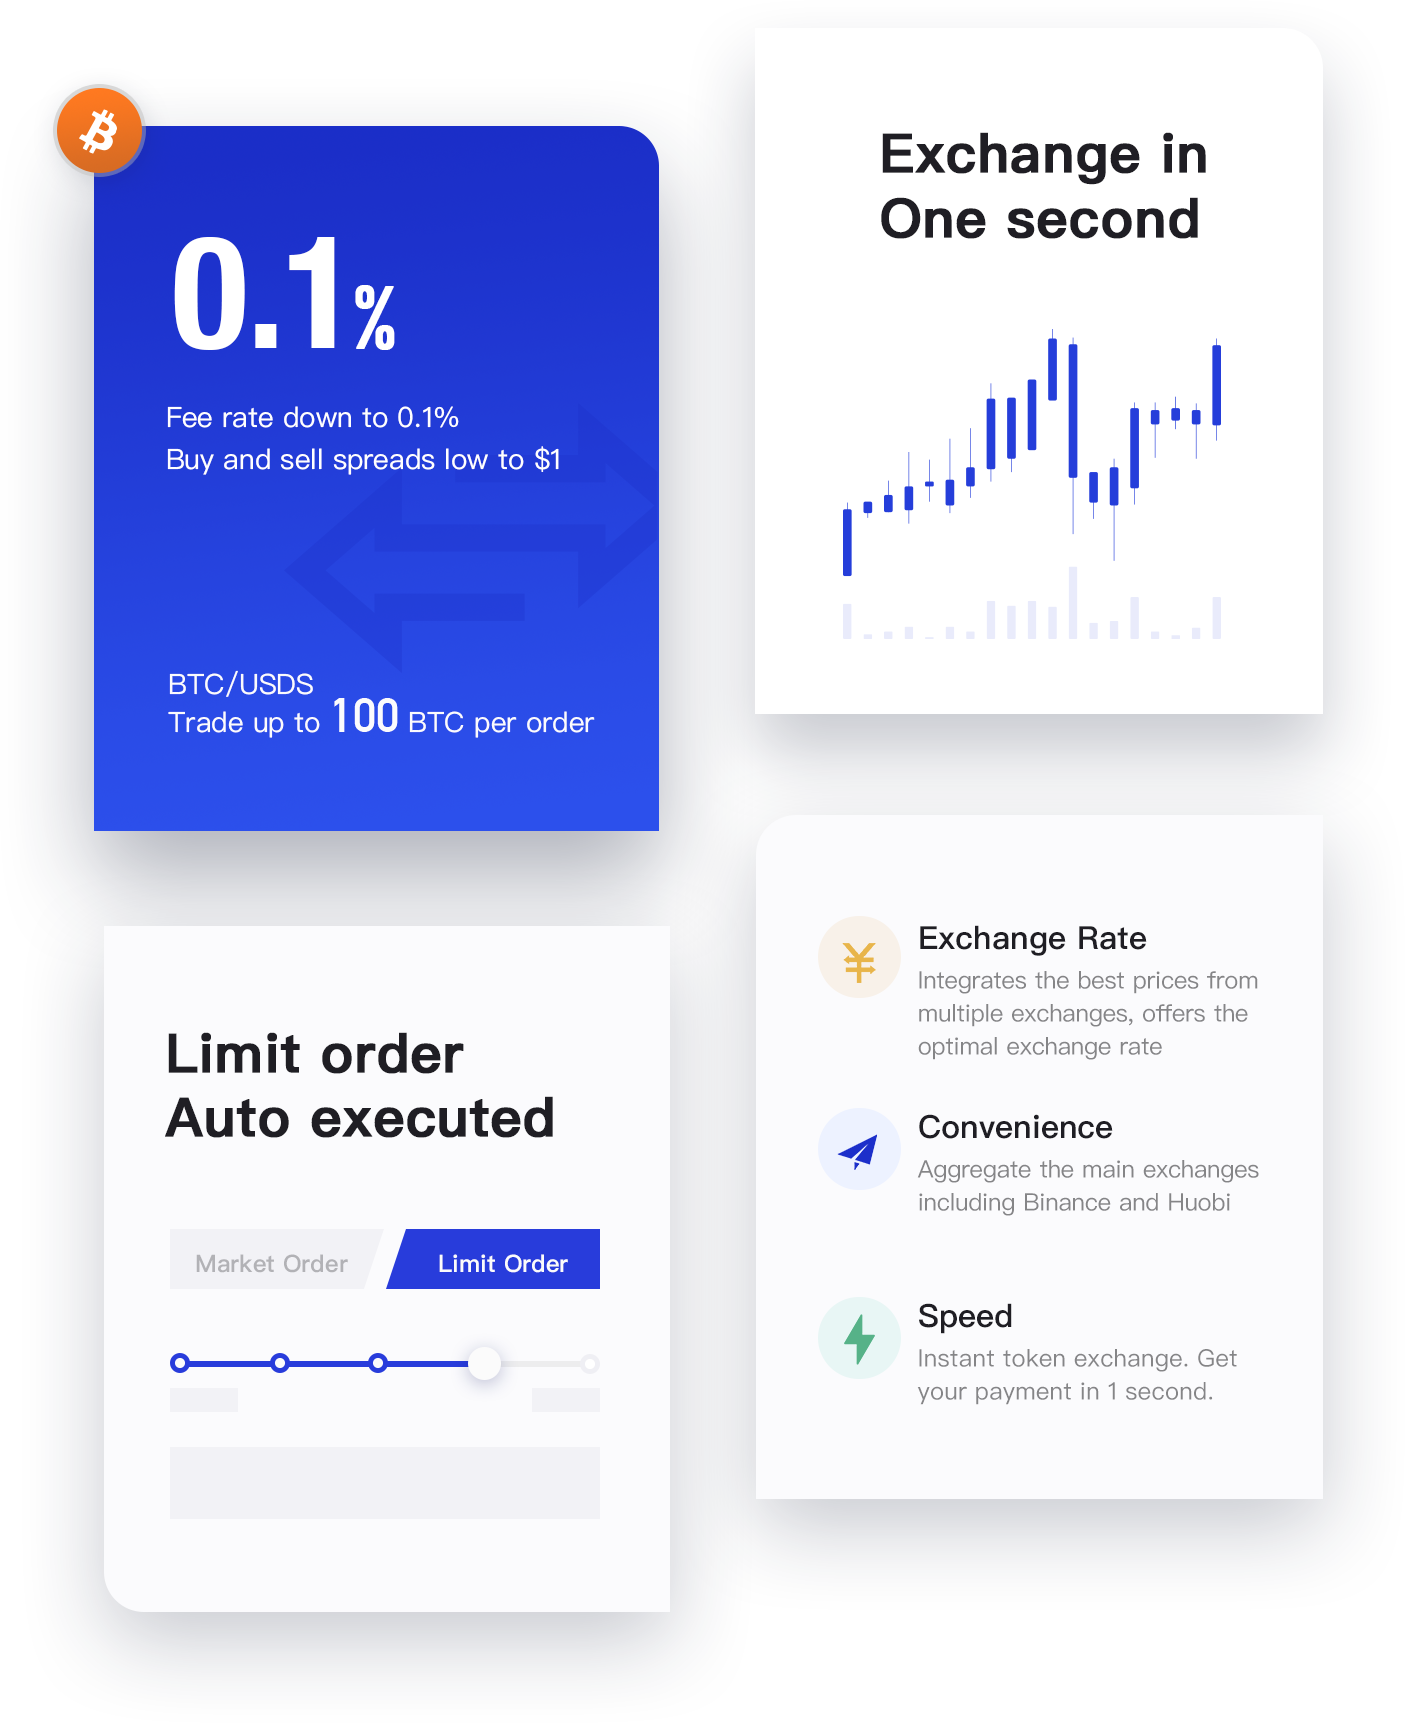 0.1%
Fee rate down to 0.1%
Buy and sell spreads low to $1
BTC/USDS
Trade up to 100 BTC per order
Exchange in
One second
Limit order
Auto executed
Market Order
Limit Order
Exchange Rate
Integrates the best prices from
multiple exchanges, offers the
optimal exchange rate
Convenience
Aggregate the main exchanges
including Binance and Huobi
Speed
Instant token exchange. Get
your payment in 1 second.